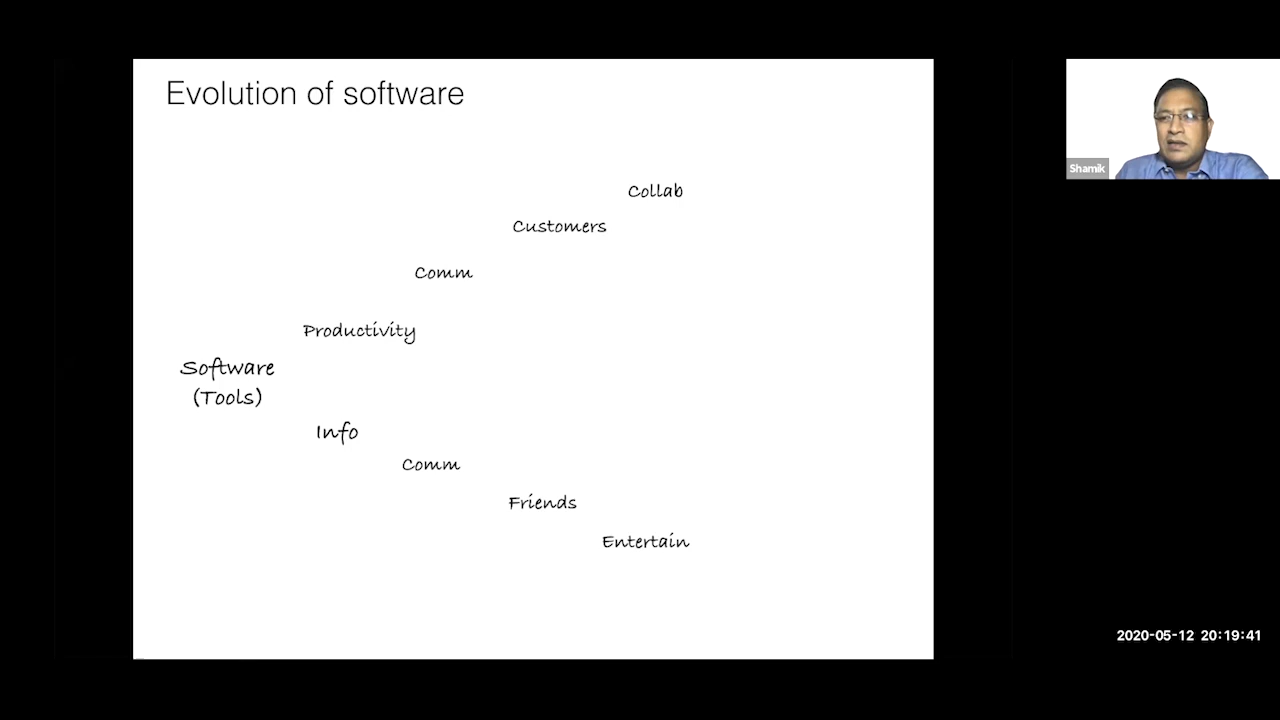 Evolution of software
Collab
Customers
Comm
Productivity
Software
(Tools)
Info
Comm
Friends
Entertain
Shamik
2020-05-12 20:19:41